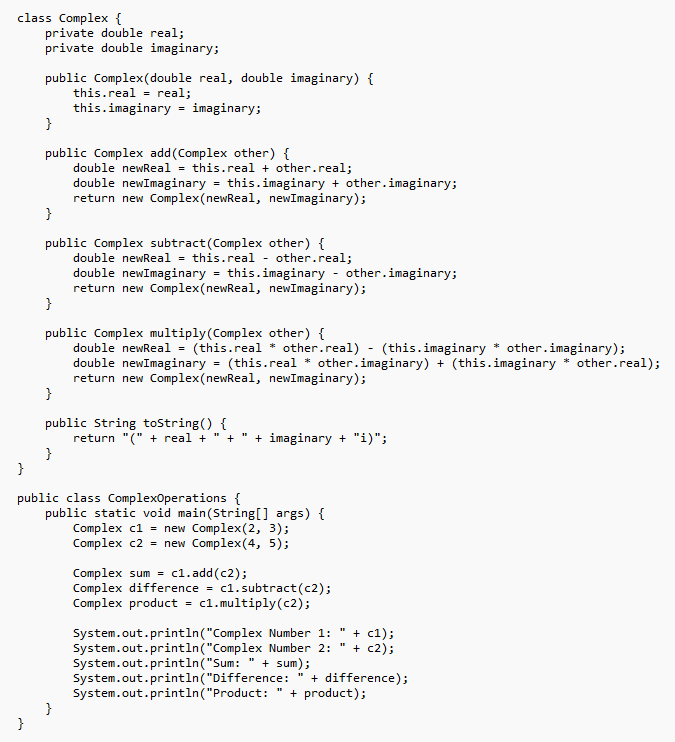 class Complex {
    private double real;
    private double imaginary;

    public Complex(double real, double imaginary) {
        this.real = real;
        this.imaginary = imaginary;
    }

    public Complex add(Complex other) {
        double newReal = this.real + other.real;
        double newImaginary = this.imaginary + other.imaginary;
        return new Complex(newReal, newImaginary);
    }

    public Complex subtract(Complex other) {
        double newReal = this.real - other.real;
        double newImaginary = this.imaginary - other.imaginary;
        return new Complex(newReal, newImaginary);
    }

    public Complex multiply(Complex other) {
        double newReal = (this.real * other.real) - (this.imaginary * other.imaginary);
        double newImaginary = (this.real * other.imaginary) + (this.imaginary * other.real);
        return new Complex(newReal, newImaginary);
    }

    public String toString() {
        return "(" + real + " + " + imaginary + "i)";
    }
}

public class ComplexOperations {
    public static void main(String[] args) {
        Complex c1 = new Complex(2, 3);
        Complex c2 = new Complex(4, 5);

        Complex sum = c1.add(c2);
        Complex difference = c1.subtract(c2);
        Complex product = c1.multiply(c2);

        System.out.println("Complex Number 1: " + c1);
        System.out.println("Complex Number 2: " + c2);
        System.out.println("Sum: " + sum);
        System.out.println("Difference: " + difference);
        System.out.println("Product: " + product);
    }
}